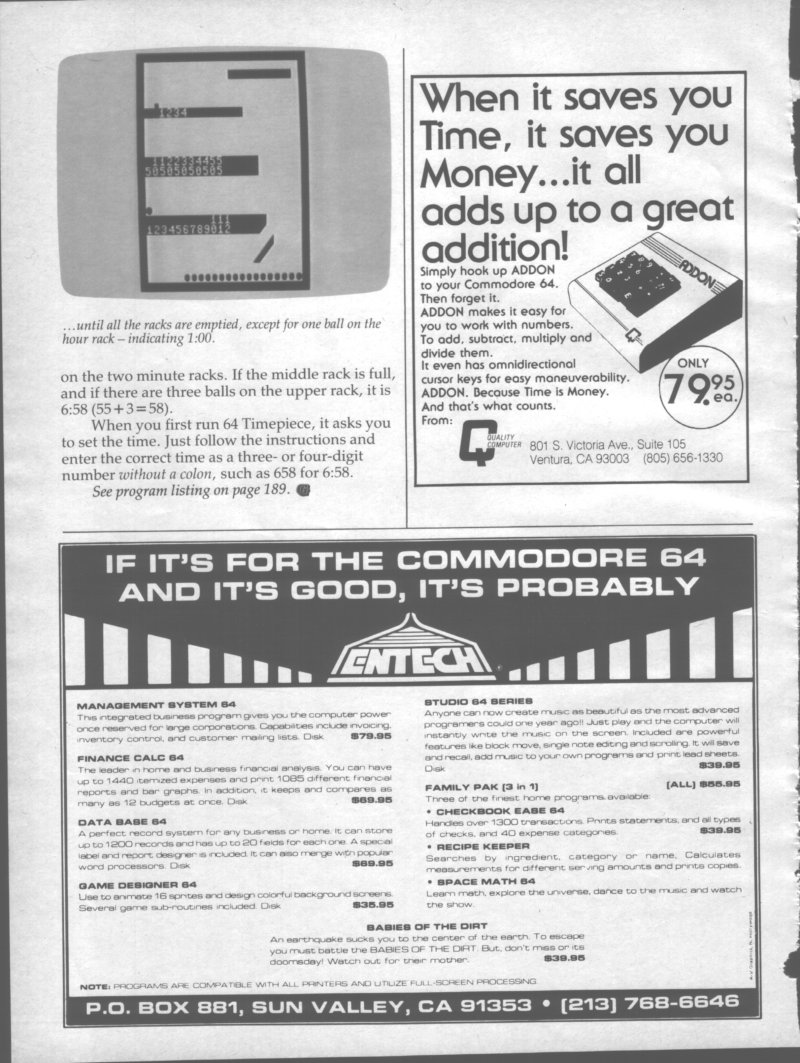 1234
1122334455
50505050505
111
123456789012
...until all the racks are emptied, except for one ball on the
hour rack – indicating 1:00.
on the two minute racks. If the middle rack is full,
and if there are three balls on the upper rack, it is
6:58 (55+3=58).
When you first run 64 Timepiece, it asks you
to set the time. Just follow the instructions and
enter the correct time as a three- or four-digit
number without a colon, such as 658 for 6:58.
See program listing on page 189. G
When it saves you
Time, it saves you
Money...it all
adds up to a great
addition!
Simply hook up ADDON
to your Commodore 64.
Then forget it.
ADDON makes it easy for
you to work with numbers.
To add, subtract, multiply and
divide them.
It even has omnidirectional
cursor keys for easy maneuverability.
ADDON. Because Time is Money.
And that's what counts.
From:
ADDON
ONLY
79.95
ea.
QUALITY
COMPUTER
801 S. Victoria Ave., Suite 105
Ventura, CA 93003 (805) 656-1330
IF IT'S FOR THE COMMODORE 64
AND IT'S GOOD, IT'S PROBABLY
ENTECH
MANAGEMENT SYSTEM 64
This integrated business program gives you the computer power
once reserved for large corporations. Capabilities include invoicing,
inventory control, and customer mailing lists. Disk $79.95
FINANCE CALC 64
The leader in home and business financial analysis. You can have
up to 1440 itemized expenses and print 1085 different financial
reports and bar graphs. In addition, it keeps and compares as
many as 12 budgets at once. Disk $69.95
DATA BASE 64
A perfect record system for any business or home. It can store
up to 1200 records and has up to 20 fields for each one. A special
label and report designer is included. It can also merge with popular
word processors. Disk $69.95
GAME DESIGNER 64
Use to animate 16 sprites and design colorful background screens.
Several game sub-routines included. Disk $35.95
STUDIO 64 SERIES
Anyone can now create music as beautiful as the most advanced
programers could one year ago!! Just play and the computer will
instantly write the music on the screen. Included are powerful
features like block move, single note editing and scrolling. It will save
and recall, add music to your own programs and print lead sheets.
Disk $39.95
FAMILY PAK [3 in 1] [ALL] $55.95
Three of the finest home programs available:
• CHECKBOOK EASE 64
Handles over 1300 transactions. Prints statements, and all types
of checks, and 40 expense categories. $39.95
• RECIPE KEEPER
Searches by ingredient, category or name, Calculates
measurements for different serving amounts and prints copies.
• SPACE MATH 64
Learn math, explore the universe, dance to the music and watch
the show.
BABIES OF THE DIRT
An earthquake sucks you to the center of the earth. To escape
you must battle the BABIES OF THE DIRT. But, don't miss or its
doomsday! Watch out for their mother. $39.95
NOTE: PROGRAMS ARE COMPATIBLE WITH ALL PRINTERS AND UTILIZE FULL-SCREEN PROCESSING.
P.O. BOX 881, SUN VALLEY, CA 91353 • (213) 768-6646